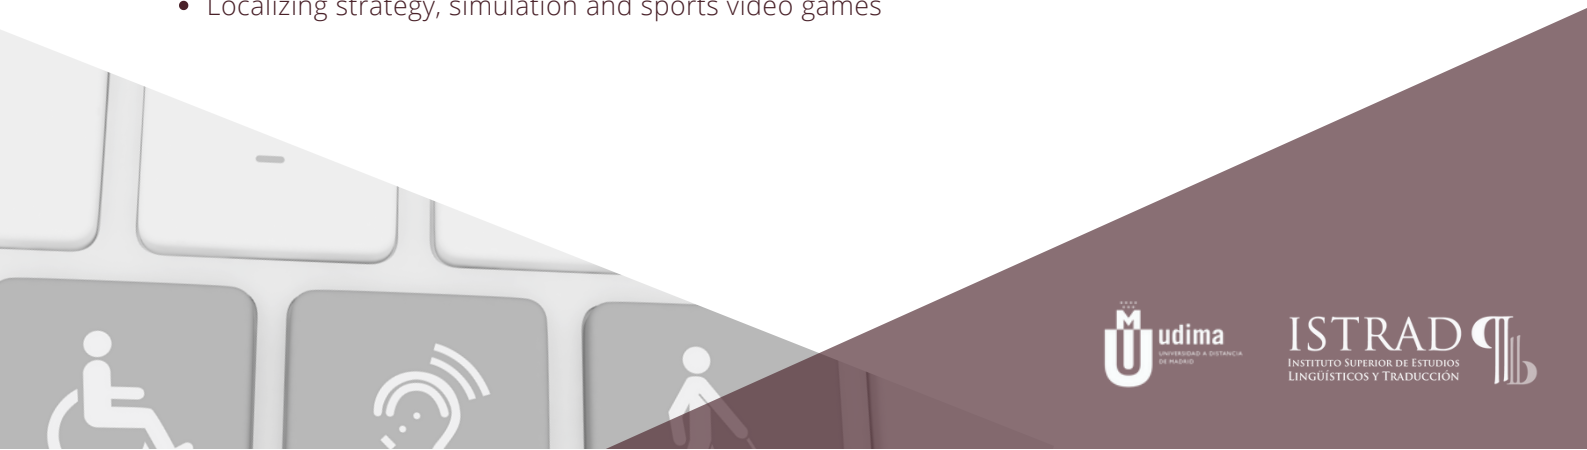 • Localizing strategy, simulation and sports video games
udima
UNIVERSIDAD A DISTANCIA
DE MADRID
ISTRAD
INSTITUTO SUPERIOR DE ESTUDIOS
LINGÜÍSTICOS Y TRADUCCIÓN